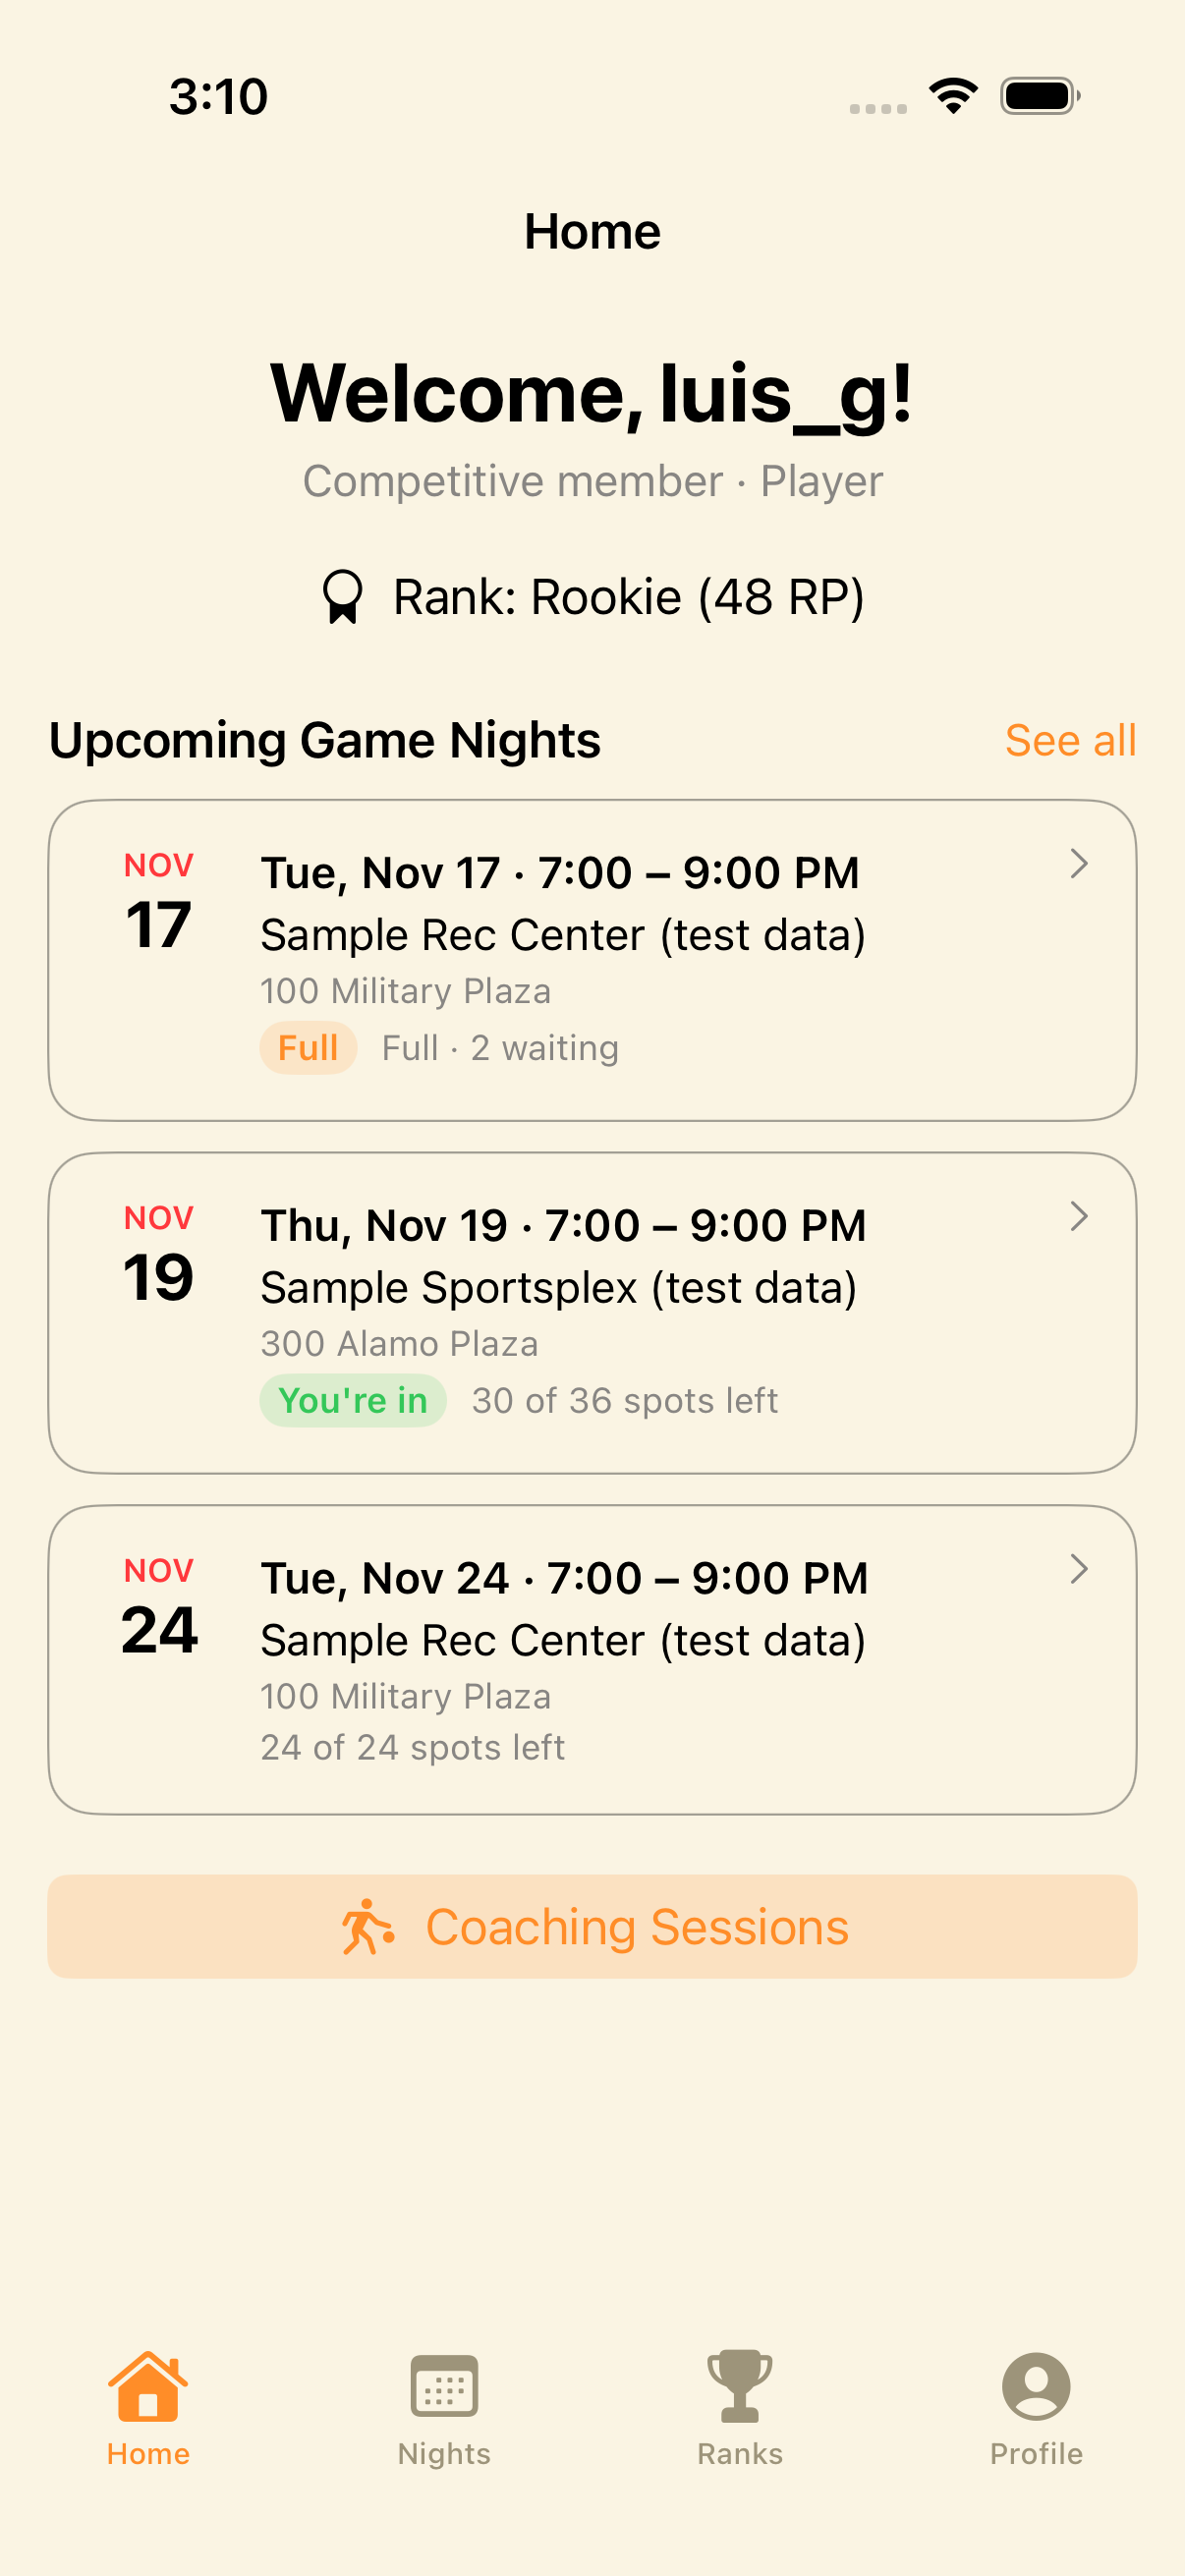 3:10
Home
Welcome, luis_g!
Competitive member · Player
Rank: Rookie (48 RP)
Upcoming Game Nights
See all
NOV
17
Tue, Nov 17 · 7:00 – 9:00 PM
Sample Rec Center (test data)
100 Military Plaza
Full
Full · 2 waiting
NOV
19
Thu, Nov 19 · 7:00 – 9:00 PM
Sample Sportsplex (test data)
300 Alamo Plaza
You're in
30 of 36 spots left
NOV
24
Tue, Nov 24 · 7:00 – 9:00 PM
Sample Rec Center (test data)
100 Military Plaza
24 of 24 spots left
Coaching Sessions
Home
Nights
Ranks
Profile